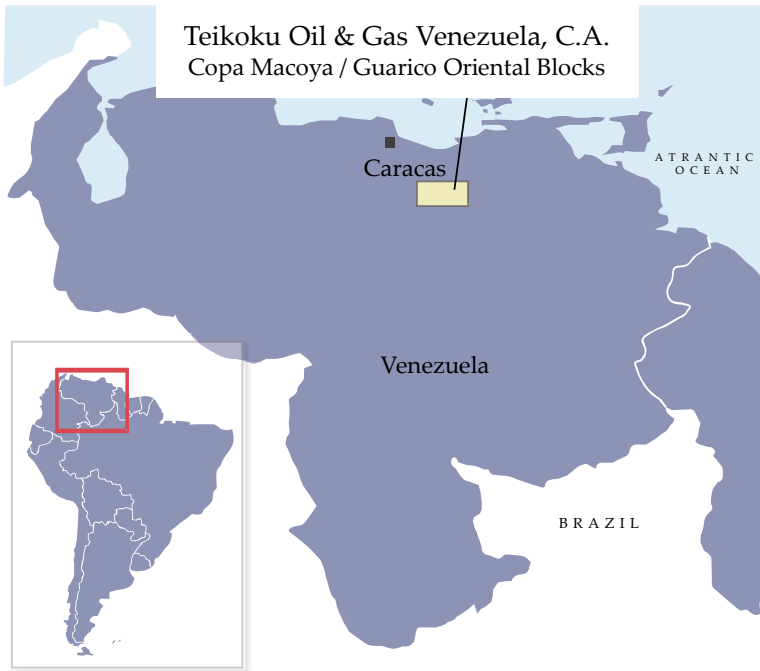 Teikoku Oil & Gas Venezuela, C.A.
Copa Macoya / Guarico Oriental Blocks
Caracas
ATRANTIC
OCEAN
Venezuela
BRAZIL